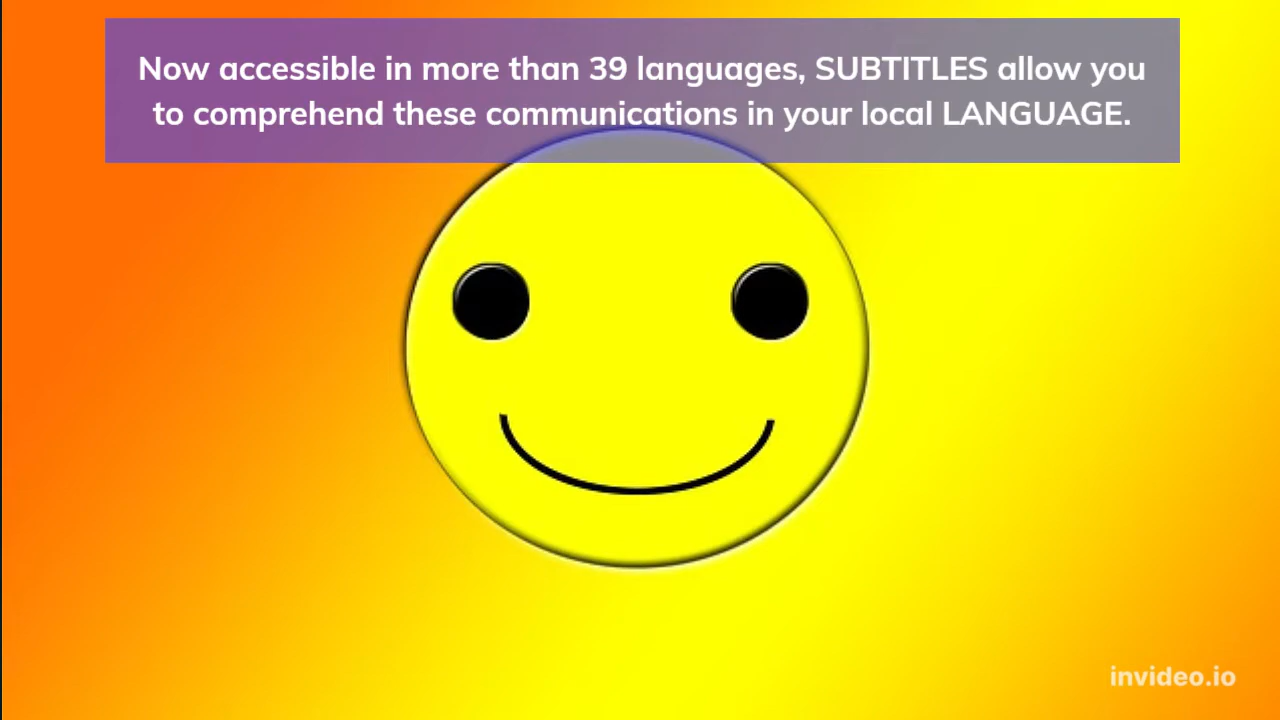 Now accessible in more than 39 languages, SUBTITLES allow you
to comprehend these communications in your local LANGUAGE.
invideo.io